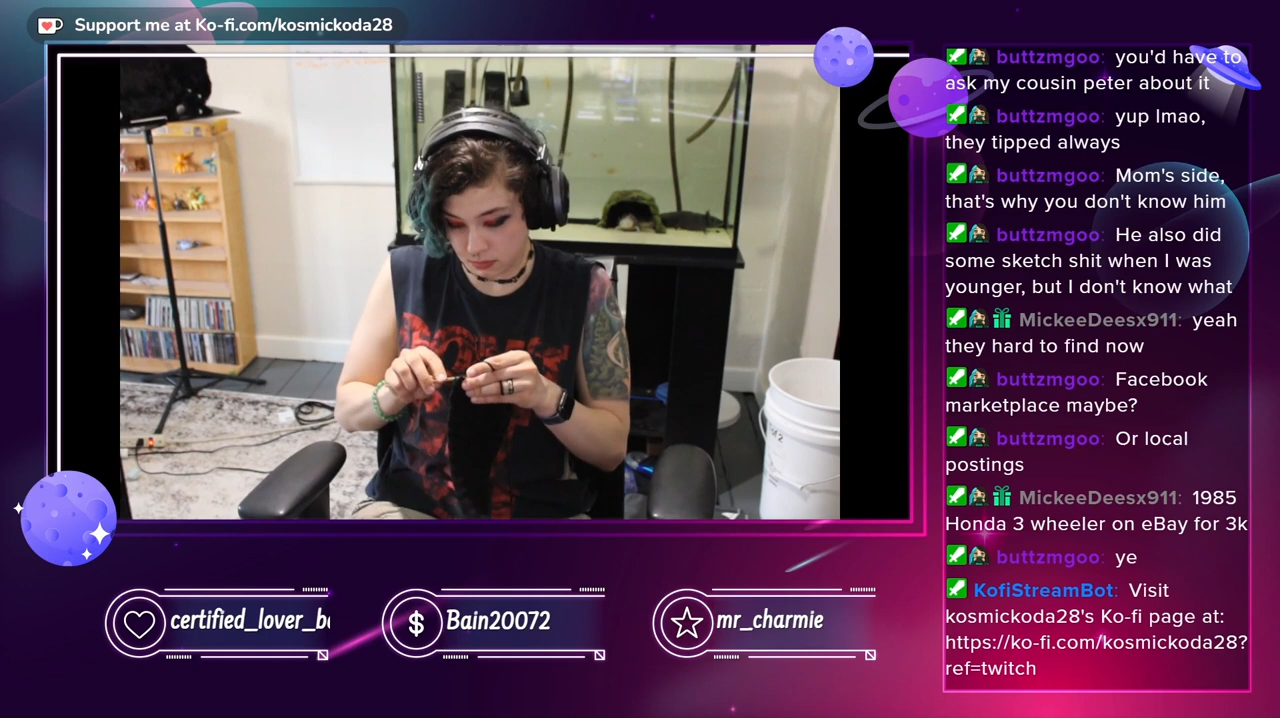 Support me at Ko-fi.com/kosmickoda28
buttzmgoo: you'd have to
ask my cousin peter about it
buttzmgoo: yup lmao,
they tipped always
buttzmgoo: Mom's side,
that's why you don't know him
buttzmgoo: He also did
some sketch shit when I was
younger, but I don't know what
MickeeDeesx911: yeah
they hard to find now
buttzmgoo: Facebook
marketplace maybe?
buttzmgoo: Or local
postings
MickeeDeesx911: 1985
Honda 3 wheeler on eBay for 3k
buttzmgoo: ye
KofiStreamBot: Visit
kosmickoda28's Ko-fi page at:
https://ko-fi.com/kosmickoda28?
ref=twitch
certified_lover_bo
$ Bain20072
mr_charmie